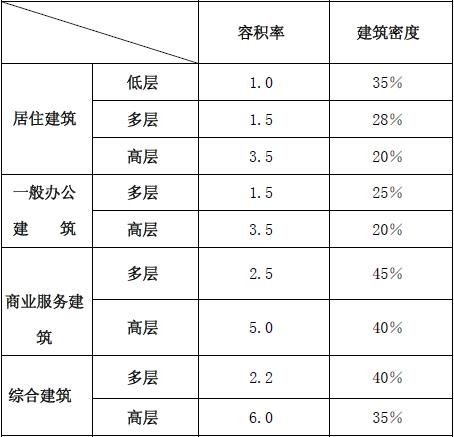 容积率 建筑密度
居住建筑 低层 1.0 35%
多层 1.5 28%
高层 3.5 20%
一般办公
建 筑 多层 1.5 25%
高层 3.5 20%
商业服务建
筑 多层 2.5 45%
高层 5.0 40%
综合建筑 多层 2.2 40%
高层 6.0 35%